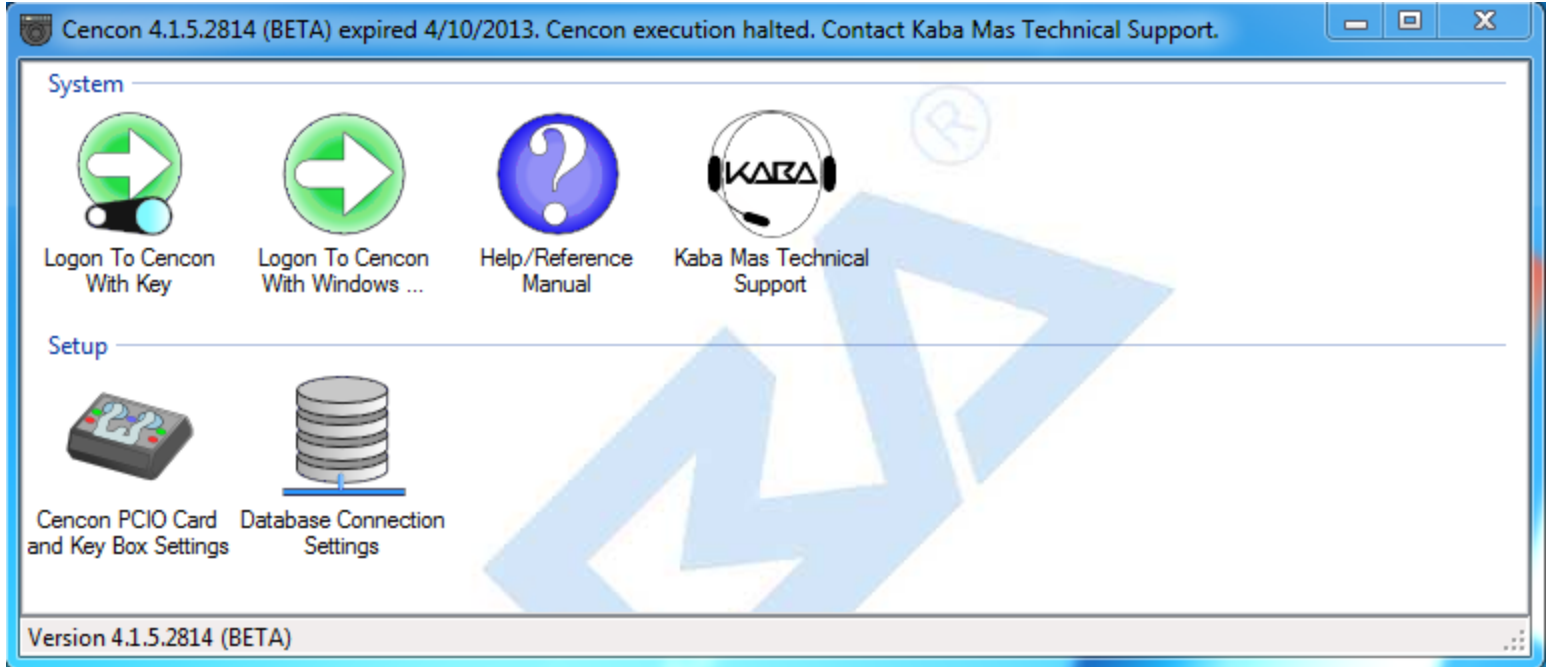 Cencon 4.1.5.2814 (BETA) expired 4/10/2013. Cencon execution halted. Contact Kaba Mas Technical Support.
System
®
KABA
Logon To Cencon
With Key
Logon To Cencon
With Windows ...
Help/Reference
Manual
Kaba Mas Technical
Support
Setup
Cencon PCIO Card
and Key Box Settings
Database Connection
Settings
Version 4.1.5.2814 (BETA)